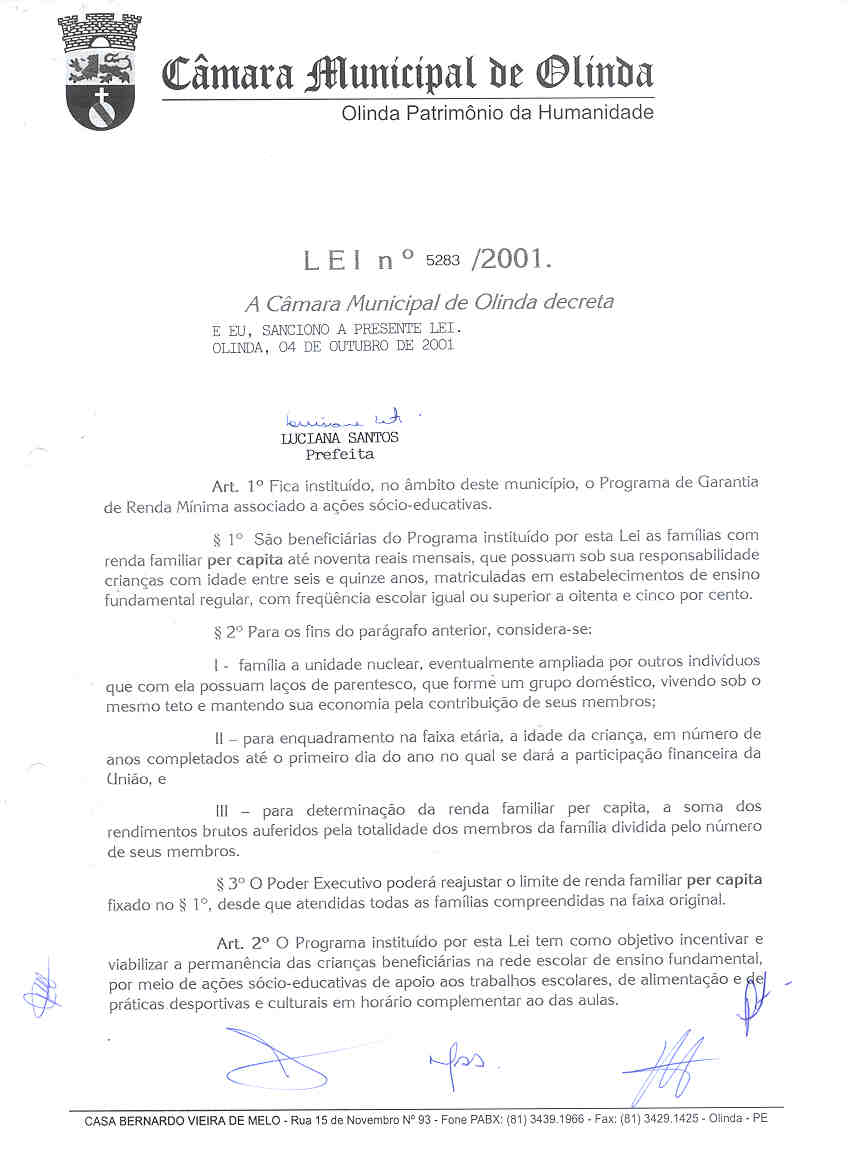 Câmara Municipal de Olinda
Olinda Patrimônio da Humanidade
LEI nº 5283 /2001.
A Câmara Municipal de Olinda decreta
E EU, SANCIONO A PRESENTE LEI.
OLINDA, 04 DE OUTUBRO DE 2001
LUCIANA SANTOS
Prefeita
Art. 1º Fica instituído, no âmbito deste município, o Programa de Garantia
de Renda Mínima associado a ações sócio-educativas.
§ 1º São beneficiárias do Programa instituído por esta Lei as famílias com
renda familiar per capita até noventa reais mensais, que possuam sob sua responsabilidade
crianças com idade entre seis e quinze anos, matriculadas em estabelecimentos de ensino
fundamental regular, com freqüência escolar igual ou superior a oitenta e cinco por cento.
§ 2º Para os fins do parágrafo anterior, considera-se:
I - família a unidade nuclear, eventualmente ampliada por outros indivíduos
que com ela possuam laços de parentesco, que forme um grupo doméstico, vivendo sob o
mesmo teto e mantendo sua economia pela contribuição de seus membros;
II – para enquadramento na faixa etária, a idade da criança, em número de
anos completados até o primeiro dia do ano no qual se dará a participação financeira da
União, e
III – para determinação da renda familiar per capita, a soma dos
rendimentos brutos auferidos pela totalidade dos membros da família dividida pelo número
de seus membros.
§ 3º O Poder Executivo poderá reajustar o limite de renda familiar per capita
fixado no § 1º, desde que atendidas todas as famílias compreendidas na faixa original.
Art. 2º O Programa instituído por esta Lei tem como objetivo incentivar e
viabilizar a permanência das crianças beneficiárias na rede escolar de ensino fundamental,
por meio de ações sócio-educativas de apoio aos trabalhos escolares, de alimentação e de
práticas desportivas e culturais em horário complementar ao das aulas.
CASA BERNARDO VIEIRA DE MELO - Rua 15 de Novembro Nº 93 - Fone PABX: (81) 3439.1966 - Fax: (81) 3429.1425 - Olinda - PE